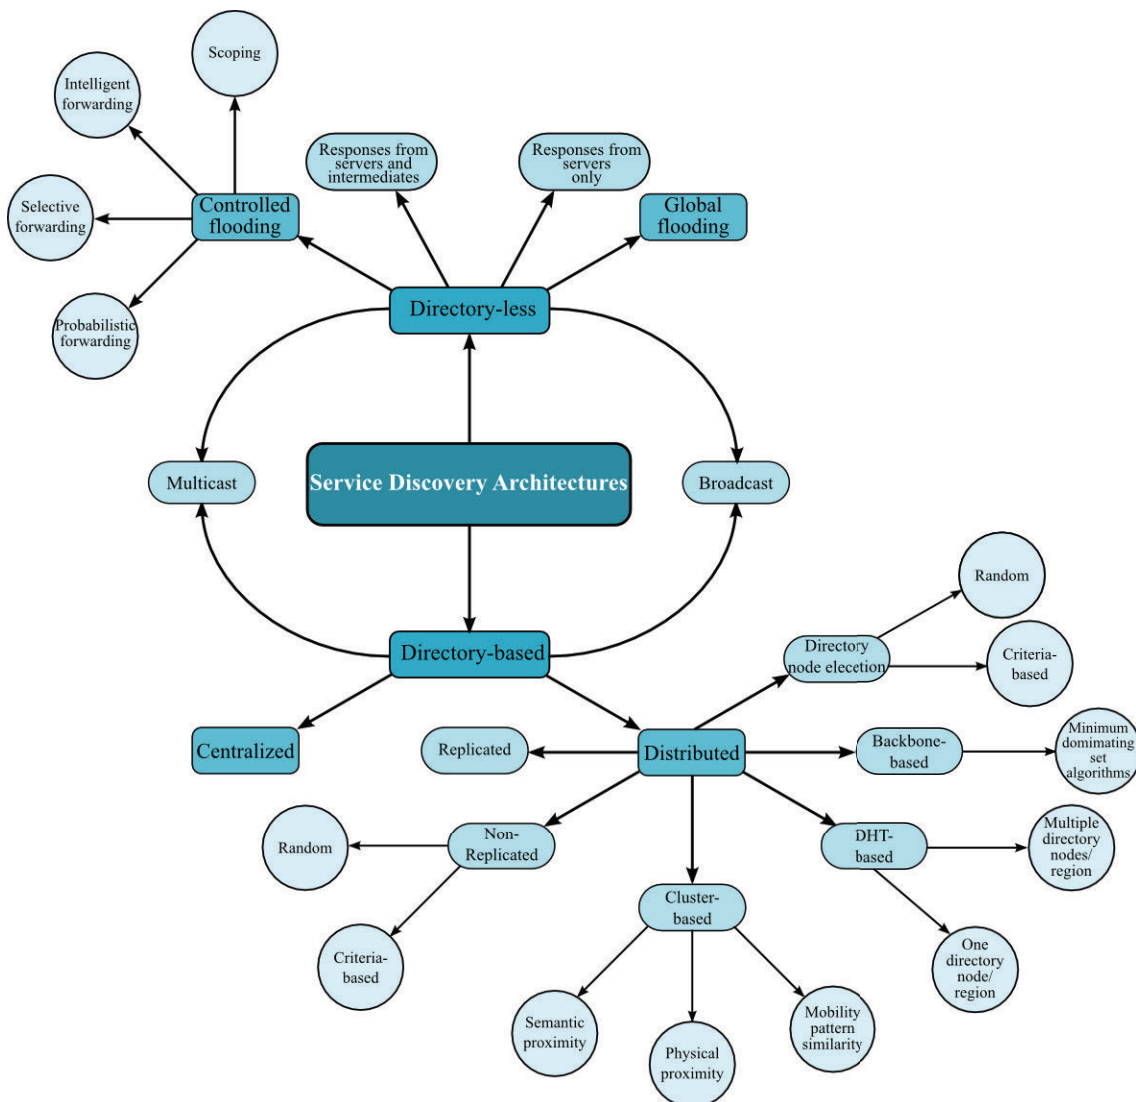 Scoping
Intelligent
forwarding
Responses from
servers and
intermediates
Responses from
servers
only
Selective
forwarding
Controlled
flooding
Global
flooding
Probabilistic
forwarding
Directory-less
Multicast
Service Discovery Architectures
Broadcast
Random
Directory-based
Directory
node elecetion
Criteria-
based
Centralized
Replicated
Distributed
Backbone-
based
Minimum
domimating
set
algorithms
Random
Non-
Replicated
DHT-
based
Multiple
directory
nodes/
region
Cluster-
based
Criteria-
based
One
directory
node/
region
Semantic
proximity
Physical
proximity
Mobility
pattern
similarity